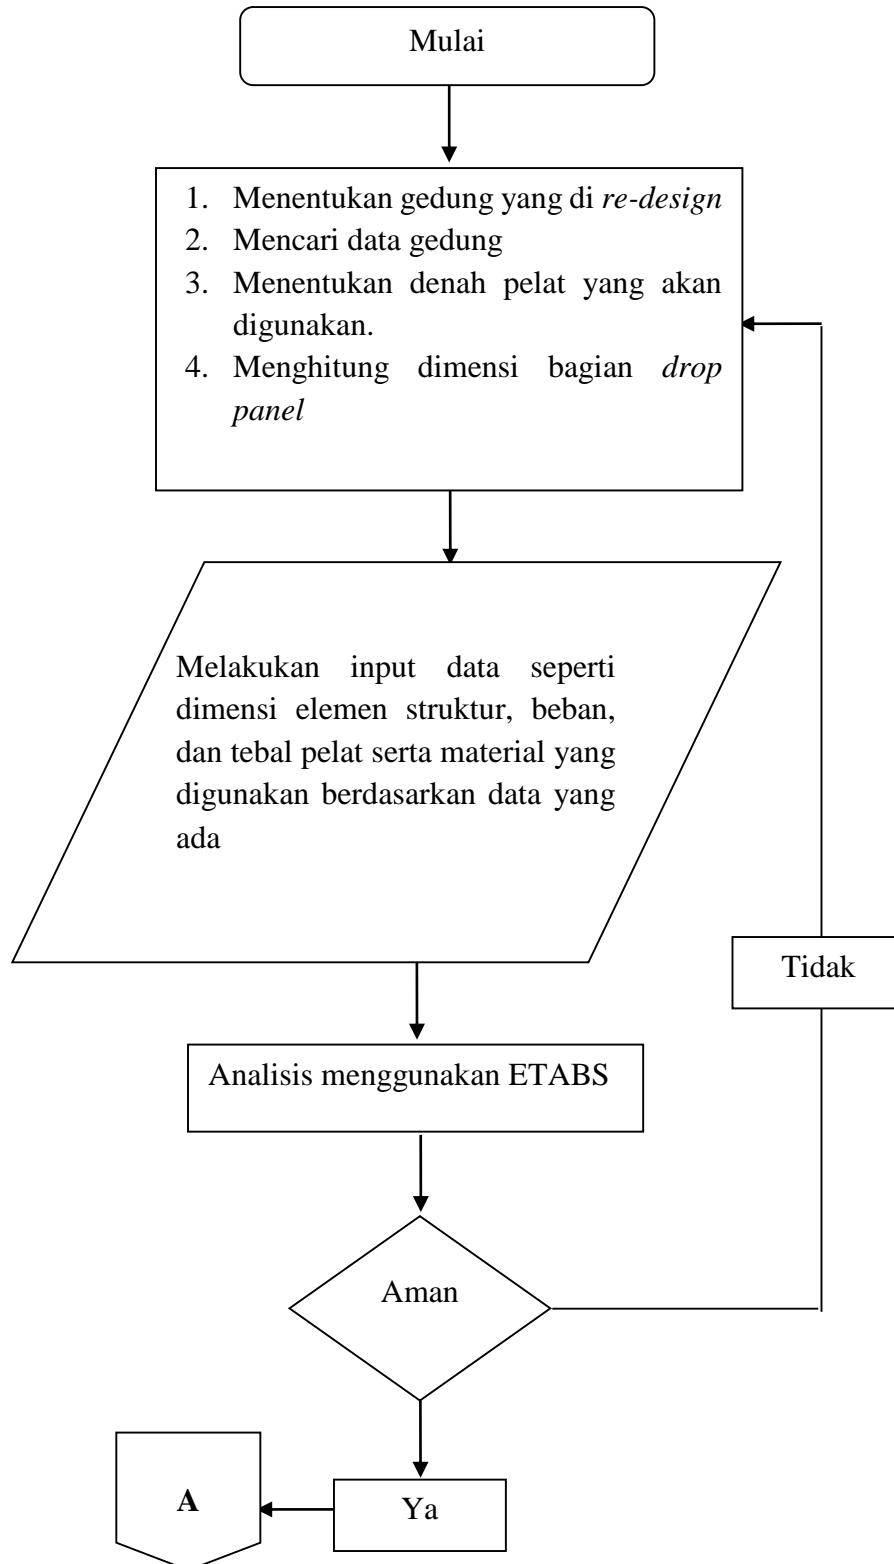 Mulai
1. Menentukan gedung yang di re-design
2. Mencari data gedung
3. Menentukan denah pelat yang akan
digunakan.
4. Menghitung dimensi bagian drop
panel
Melakukan input data seperti
dimensi elemen struktur, beban,
dan tebal pelat serta material yang
digunakan berdasarkan data yang
ada
Tidak
Analisis menggunakan ETABS
Aman
A
Ya